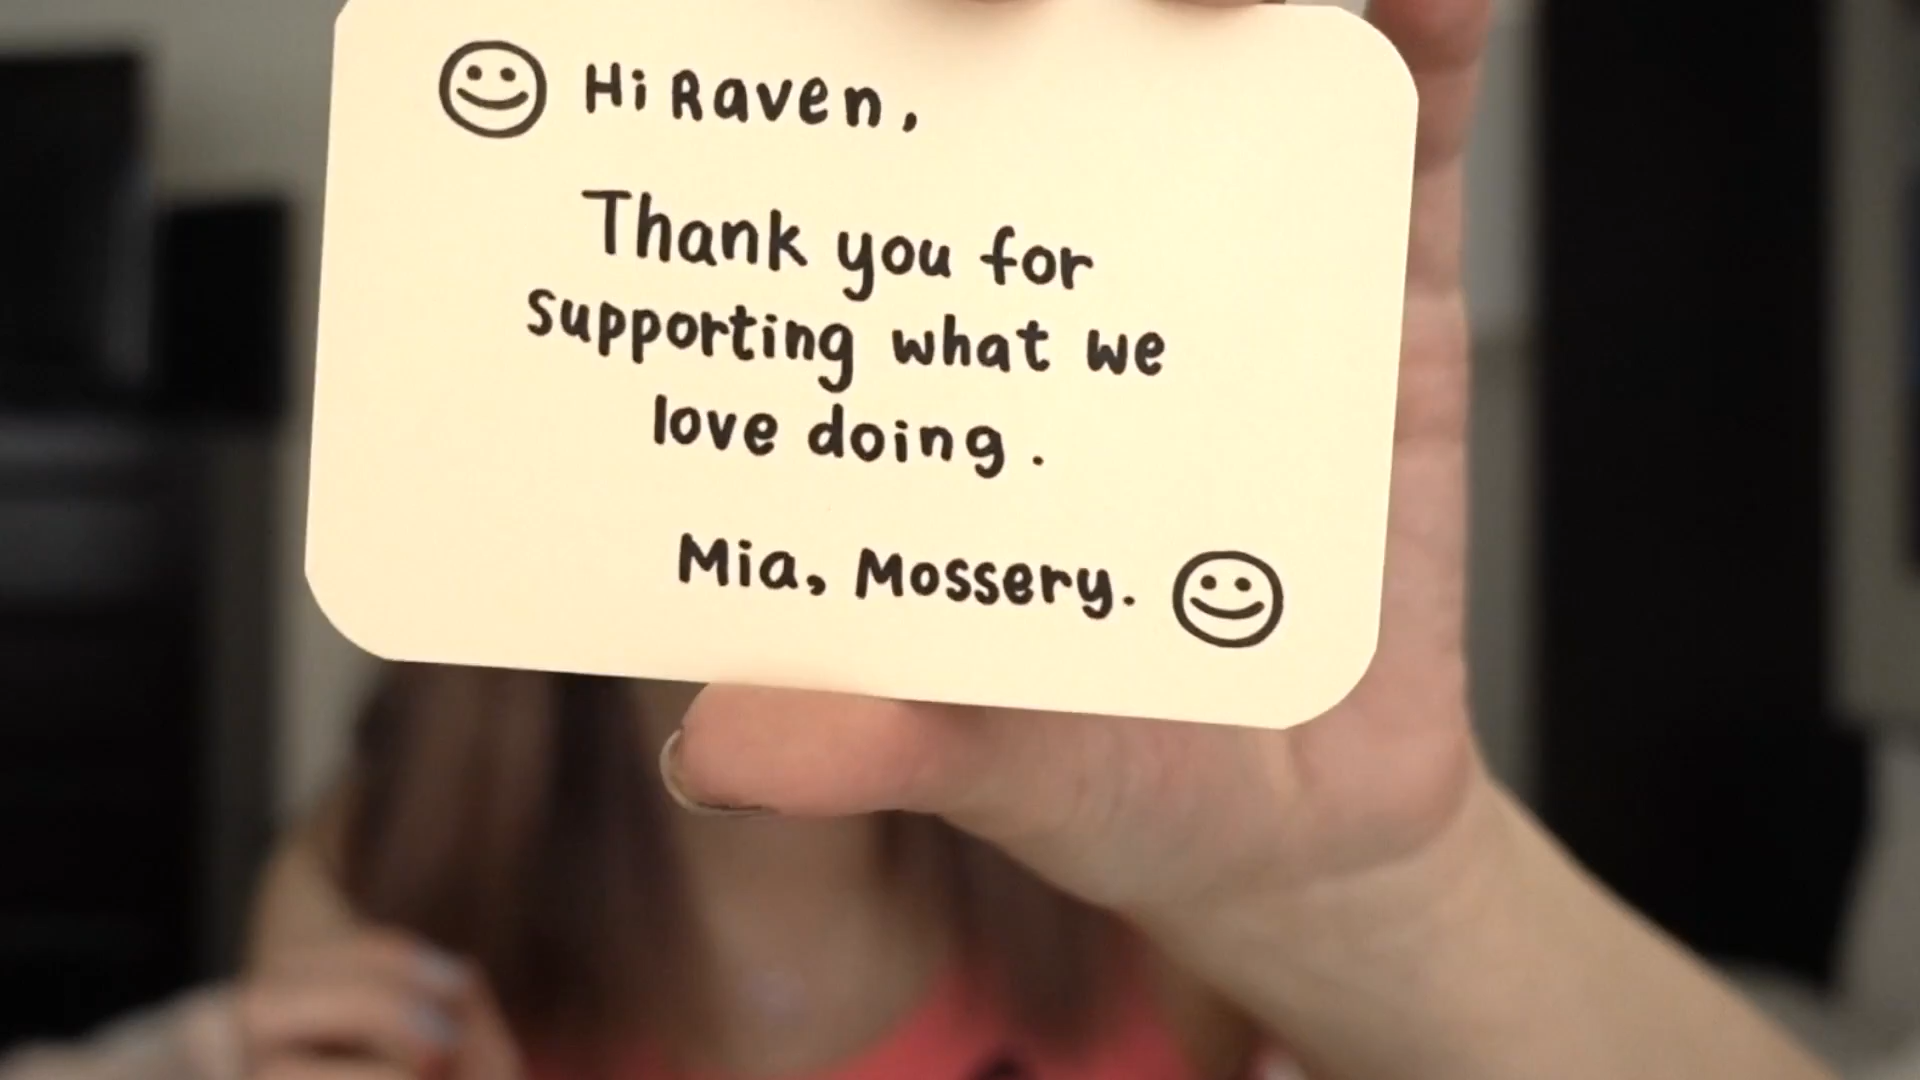 Hi Raven,
Thank you for
supporting what we
love doing.
Mia, Mossery.